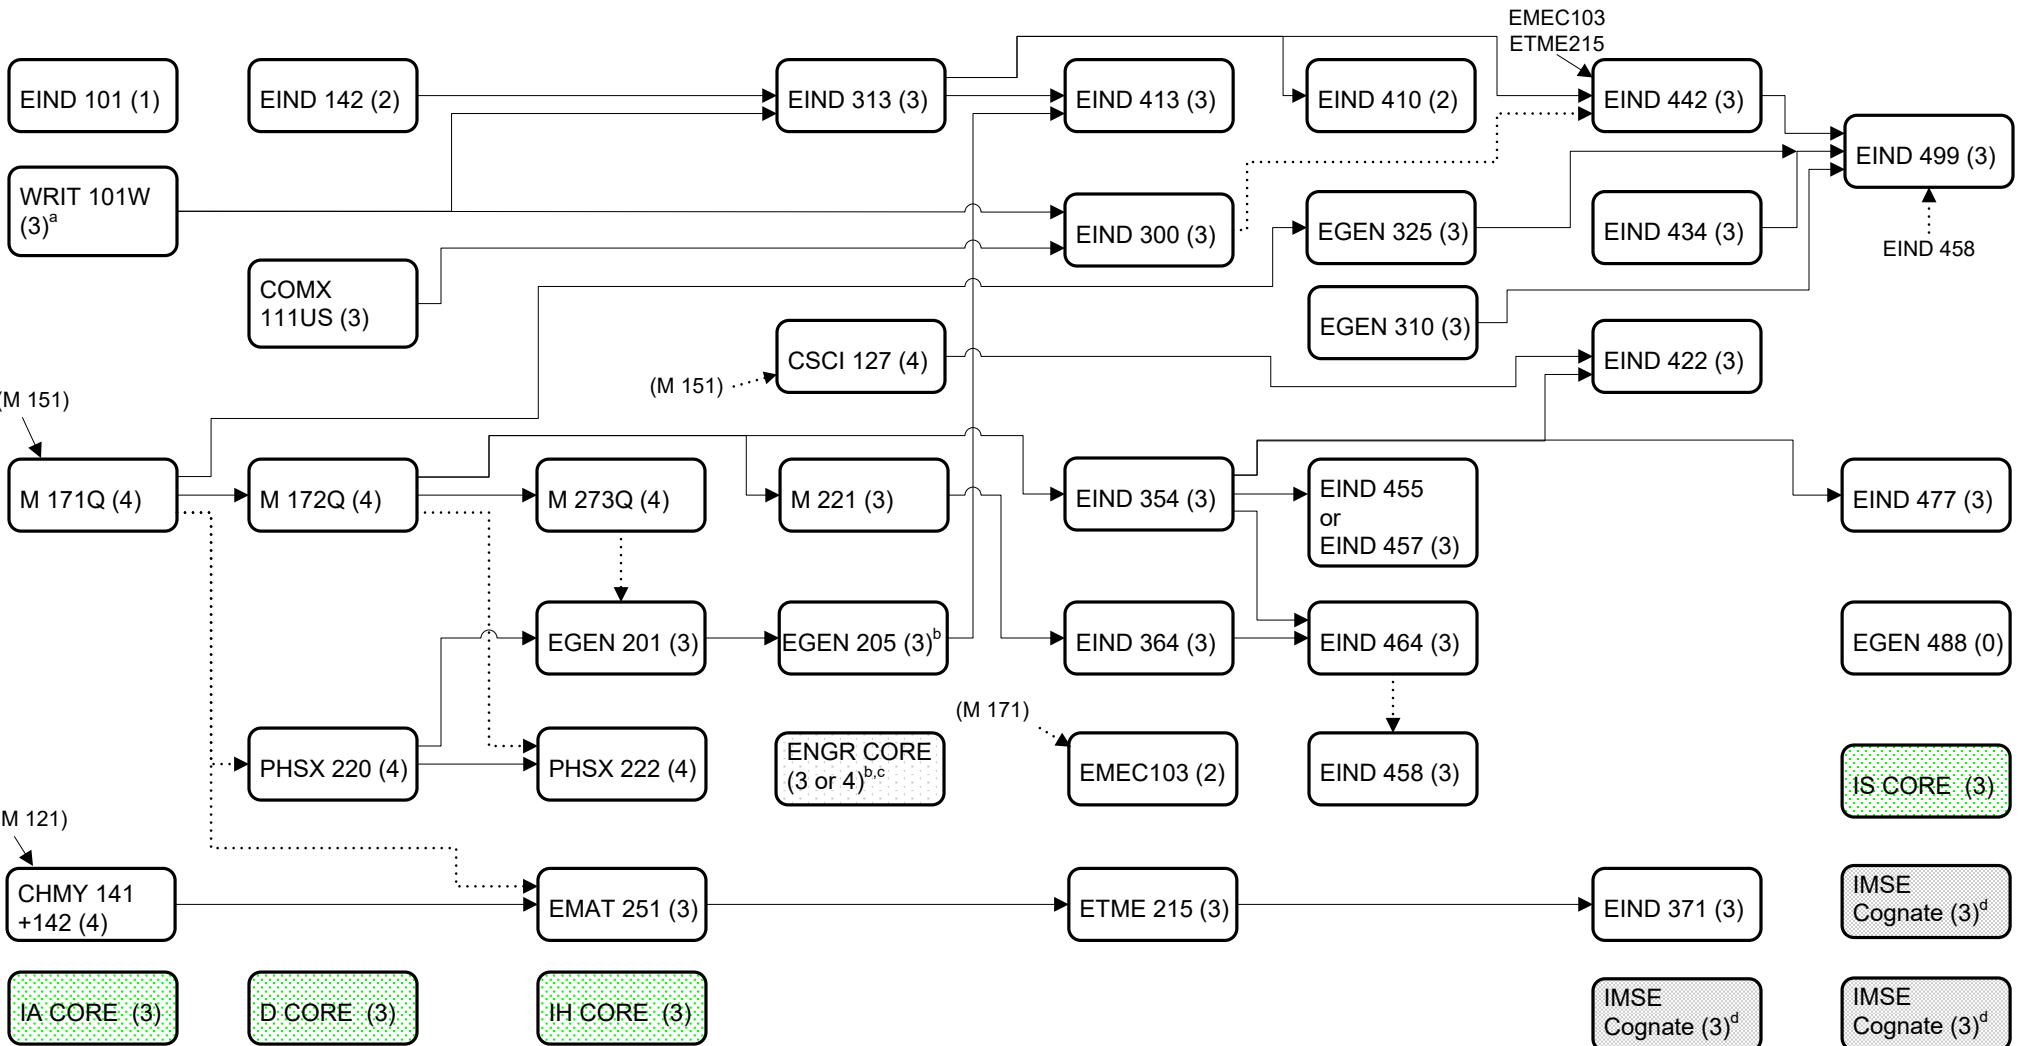 EMEC103
ETME215
EIND 101 (1)
EIND 142 (2)
EIND 313 (3)
EIND 413 (3)
EIND 410 (2)
EIND 442 (3)
EIND 499 (3)
WRIT 101W
(3)a
EIND 300 (3)
EGEN 325 (3)
EIND 434 (3)
EIND 458
COMX
111US (3)
EGEN 310 (3)
CSCI 127 (4)
EIND 422 (3)
(M 151)
M 151)
M 171Q (4)
M 172Q (4)
M 273Q (4)
M 221 (3)
EIND 354 (3)
EIND 455
or
EIND 457 (3)
EIND 477 (3)
EGEN 201 (3)
EGEN 205 (3)b
EIND 364 (3)
EIND 464 (3)
EGEN 488 (0)
(M 171)
PHSX 220 (4)
PHSX 222 (4)
ENGR CORE
(3 or 4)b,c
EMEC103 (2)
EIND 458 (3)
IS CORE (3)
M 121)
CHMY 141
+142 (4)
EMAT 251 (3)
ETME 215 (3)
EIND 371 (3)
IMSE
Cognate (3)d
IA CORE (3)
D CORE (3)
IH CORE (3)
IMSE
Cognate (3)d
IMSE
Cognate (3)d